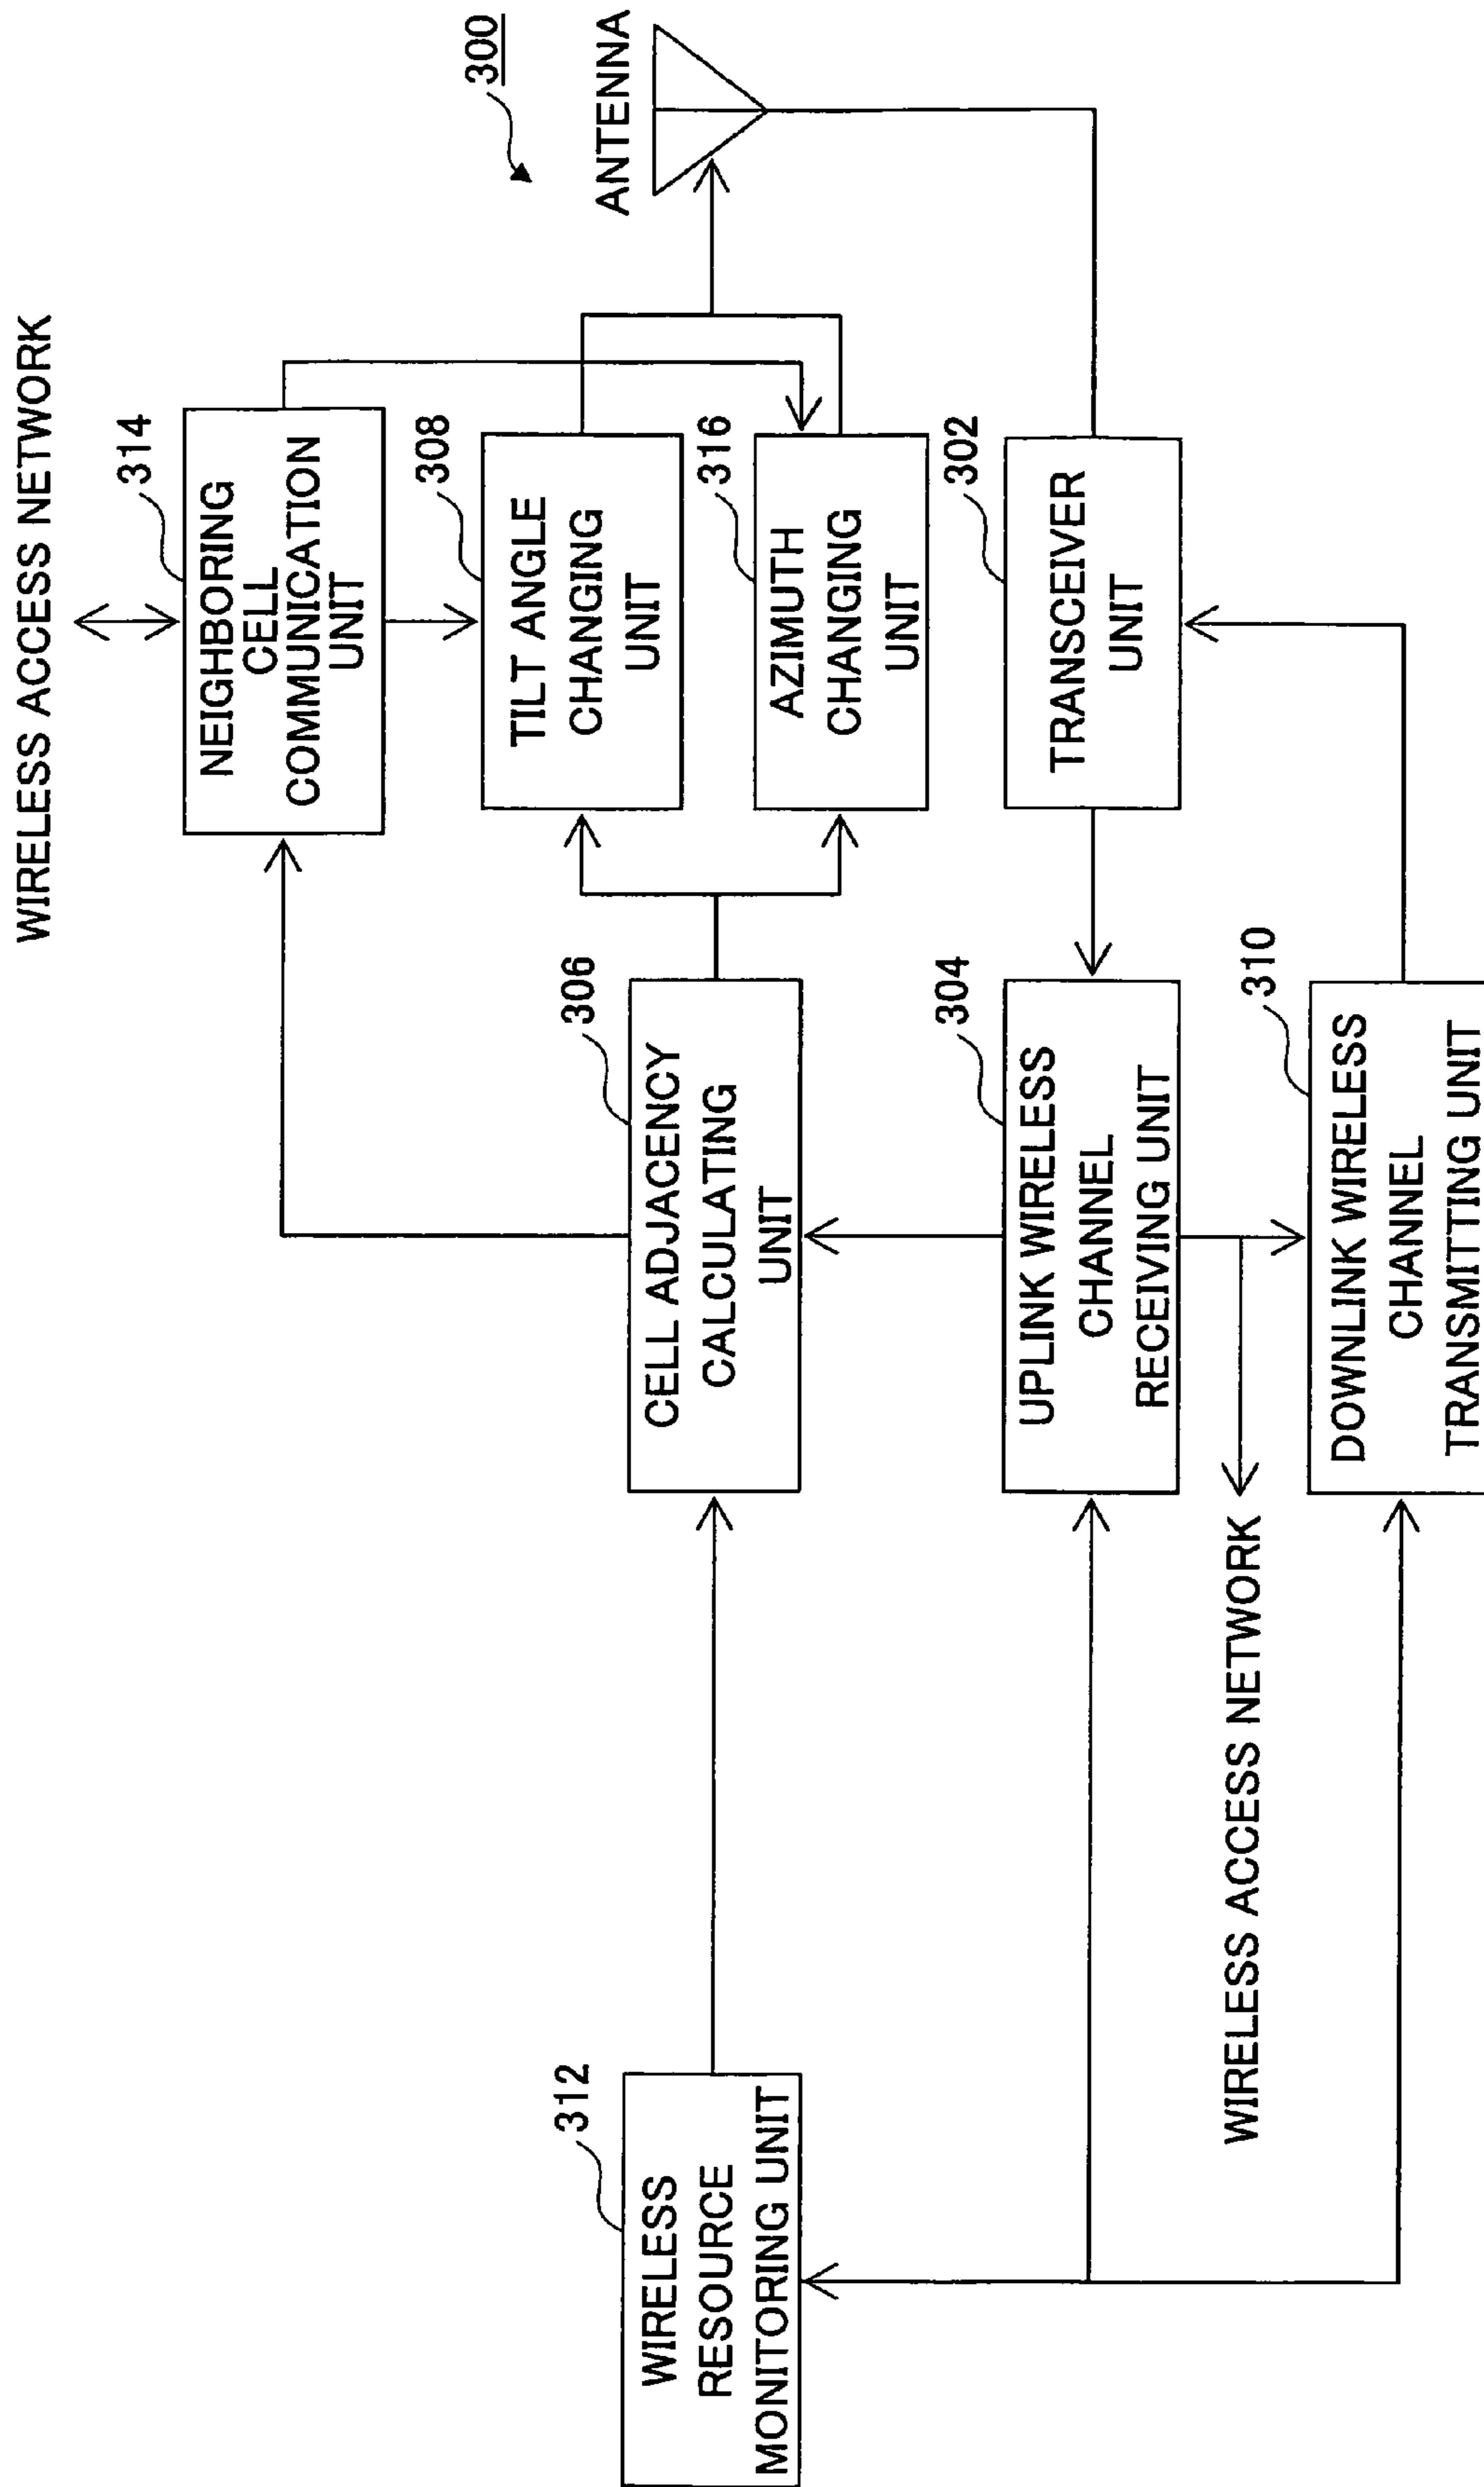 WIRELESS ACCESS NETWORK
300
ANTENNA
314
NEIGHBORING
CELL
COMMUNICATION
UNIT
308
TILT ANGLE
CHANGING
UNIT
316
AZIMUTH
CHANGING
UNIT
302
TRANSCEIVER
UNIT
306
CELL ADJACENCY
CALCULATING
UNIT
304
UPLINK WIRELESS
CHANNEL
RECEIVING UNIT
310
DOWNLINK WIRELESS
CHANNEL
TRANSMITTING UNIT
WIRELESS ACCESS NETWORK
312
WIRELESS
RESOURCE
MONITORING UNIT